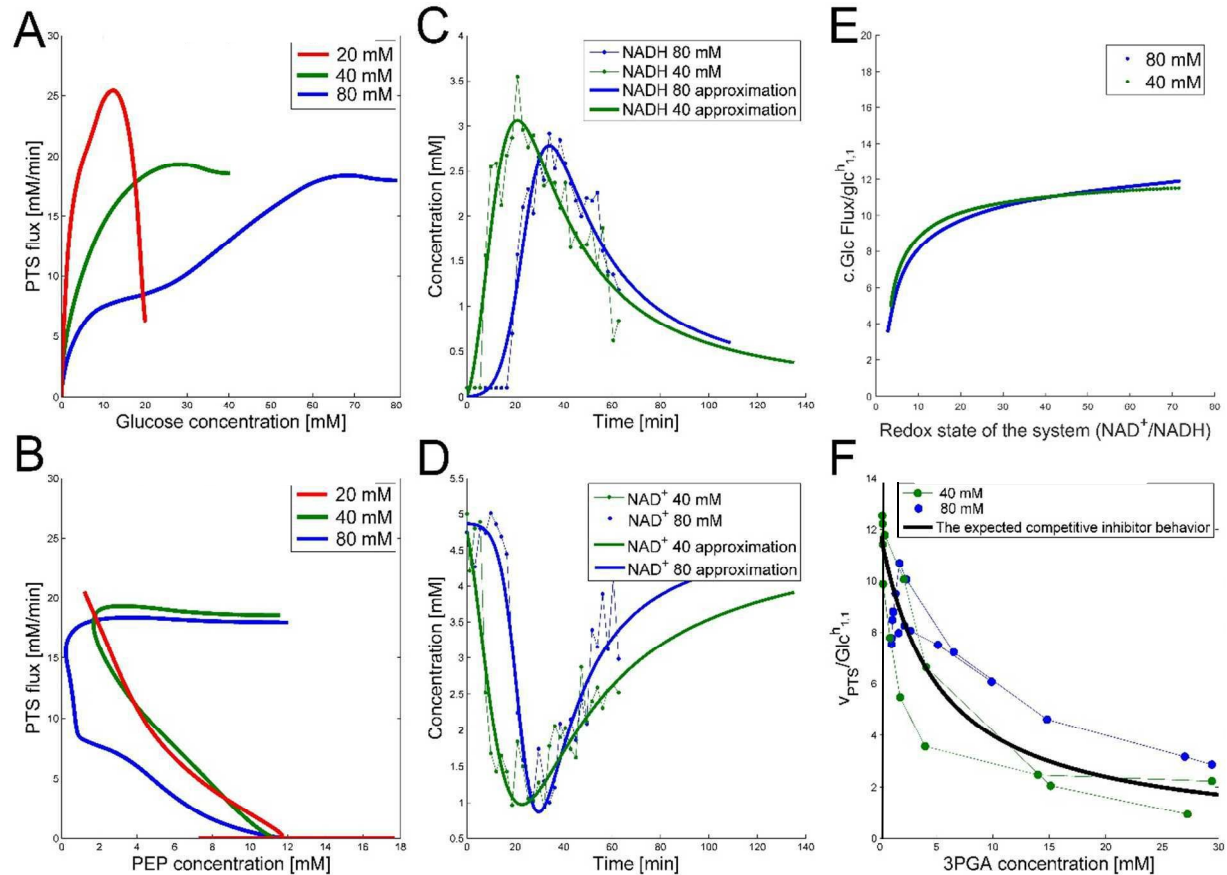 A
30
25
20
15
10
5
0
PTS flux [mM/min]
20 mM
40 mM
80 mM
0 10 20 30 40 50 60 70 80
Glucose concentration [mM]
C
4
3.5
3
2.5
2
1.5
1
0.5
0
Concentration [mM]
NADH 80 mM
NADH 40 mM
NADH 80 approximation
NADH 40 approximation
0 20 40 60 80 100 120 140
Time [min]
E
20
18
16
14
12
10
8
6
4
2
0
c.Glc Flux/glc^h_1,1
80 mM
40 mM
0 10 20 30 40 50 60 70 80
Redox state of the system (NAD⁺/NADH)
B
30
25
20
15
10
5
0
PTS flux [mM/min]
20 mM
40 mM
80 mM
0 2 4 6 8 10 12 14 16 18
PEP concentration [mM]
D
5.5
5
4.5
4
3.5
3
2.5
2
1.5
1
0.5
Concentration [mM]
NAD⁺ 40 mM
NAD⁺ 80 mM
NAD⁺ 40 approximation
NAD⁺ 80 approximation
0 20 40 60 80 100 120 140
Time [min]
F
14
12
10
8
6
4
2
0
v_PTS/Glc^h_1,1
40 mM
80 mM
The expected competitive inhibitor behavior
0 5 10 15 20 25 30
3PGA concentration [mM]